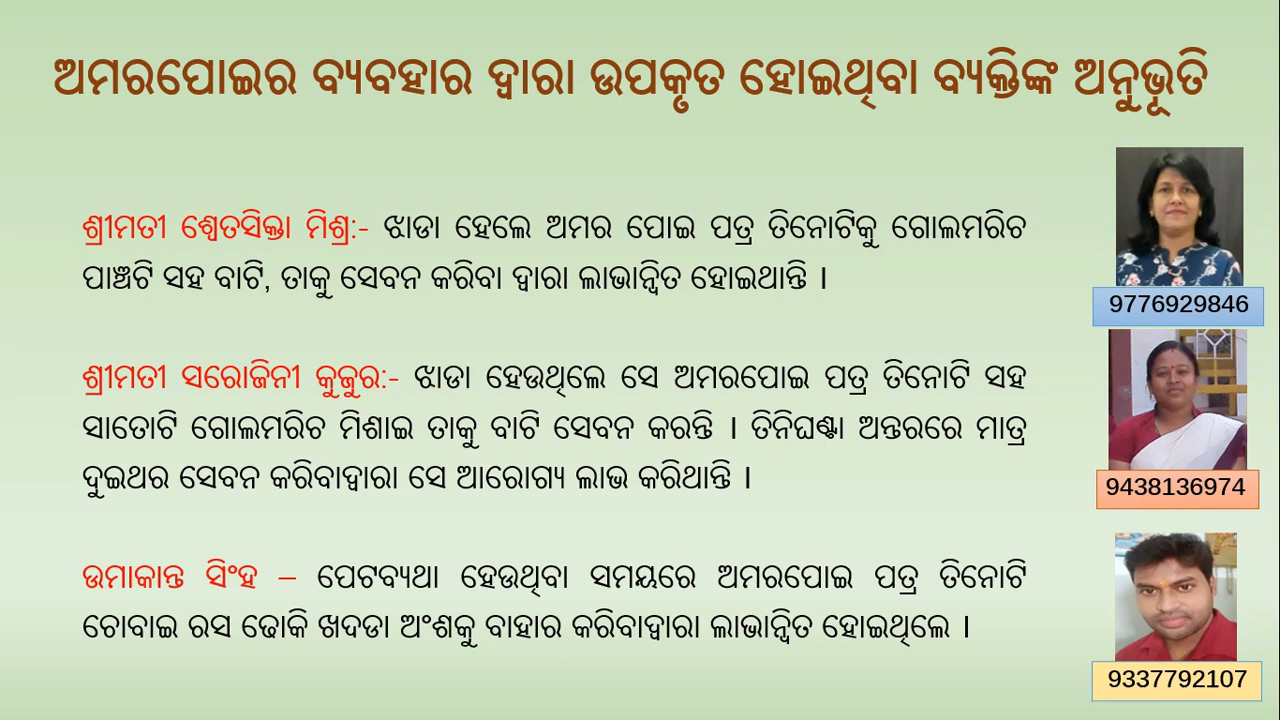 ଅମରପୋଇର ବ୍ୟବହାର ଦ୍ୱାରା ଉପକୃତ ହୋଇଥିବା ବ୍ୟକ୍ତିଙ୍କ ଅନୁଭୂତି
ଶ୍ରୀମତୀ ଶ୍ୱେତସିକ୍ତା ମିଶ୍ର:- ଝାଡା ହେଲେ ଅମର ପୋଇ ପତ୍ର ତିନୋଟିକୁ ଗୋଲମରିଚ
ପାଞ୍ଚଟି ସହ ବାଟି, ତାକୁ ସେବନ କରିବା ଦ୍ୱାରା ଲାଭାନ୍ୱିତ ହୋଇଥାନ୍ତି ।
9776929846
ଶ୍ରୀମତୀ ସରୋଜିନୀ କୁଜୁର:- ଝାଡା ହେଉଥିଲେ ସେ ଅମରପୋଇ ପତ୍ର ତିନୋଟି ସହ
ସାତୋଟି ଗୋଲମରିଚ ମିଶାଇ ତାକୁ ବାଟି ସେବନ କରନ୍ତି । ତିନିଘଣ୍ଟା ଅନ୍ତରରେ ମାତ୍ର
ଦୁଇଥର ସେବନ କରିବାଦ୍ୱାରା ସେ ଆରୋଗ୍ୟ ଲାଭ କରିଥାନ୍ତି ।
9438136974
ଉମାକାନ୍ତ ସିଂହ – ପେଟବ୍ୟଥା ହେଉଥିବା ସମୟରେ ଅମରପୋଇ ପତ୍ର ତିନୋଟି
ଚୋବାଇ ରସ ଢୋକି ଖଦଡା ଅଂଶକୁ ବାହାର କରିବାଦ୍ୱାରା ଲାଭାନ୍ୱିତ ହୋଇଥିଲେ ।
9337792107